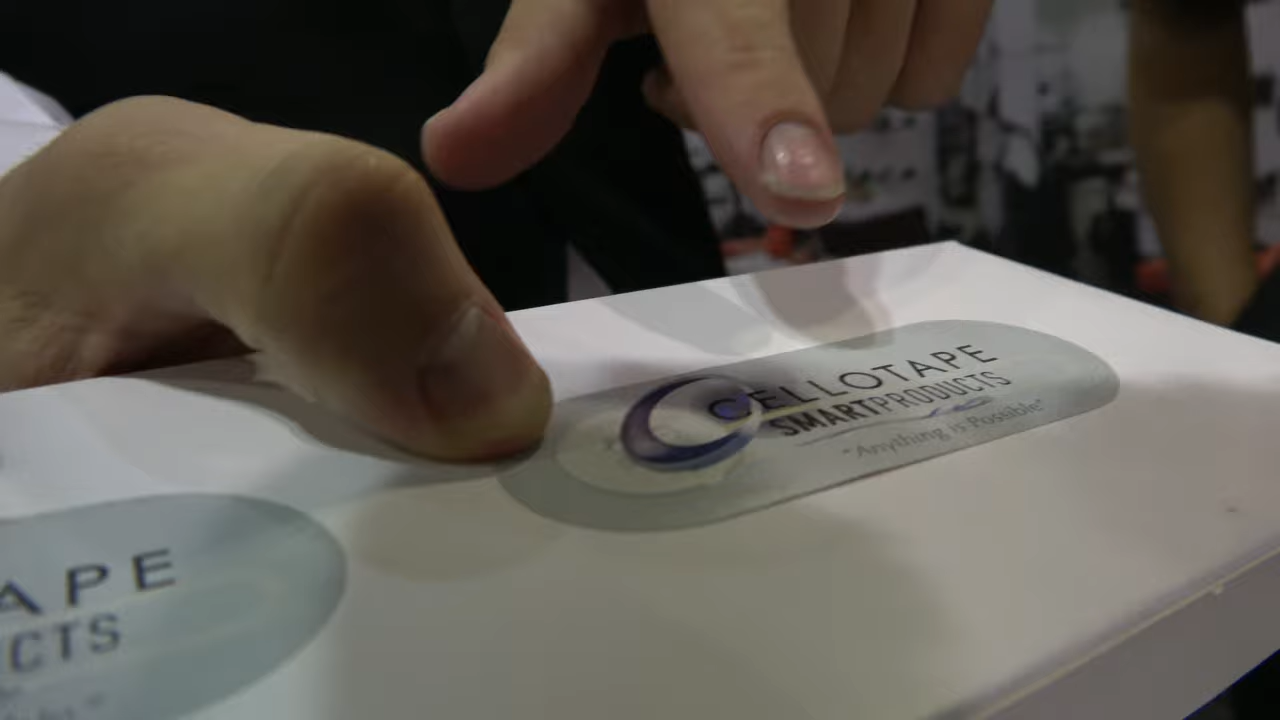 CELLOTAPE
SMARTPRODUCTS
"Anything is Possible"
APE
CTS